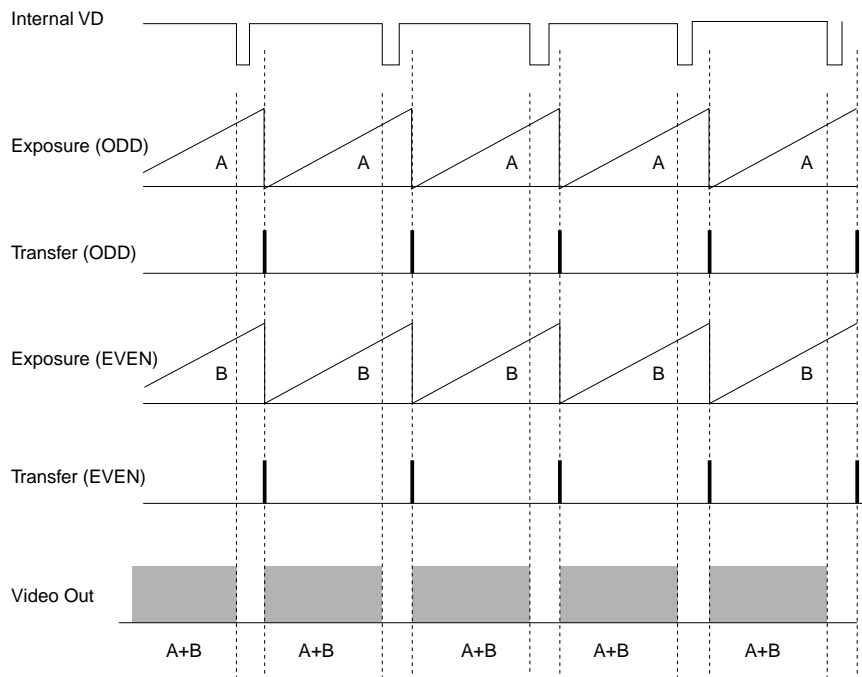 Internal VD
Exposure (ODD)
A A A A A
Transfer (ODD)
Exposure (EVEN)
B B B B B
Transfer (EVEN)
Video Out
A+B A+B A+B A+B A+B